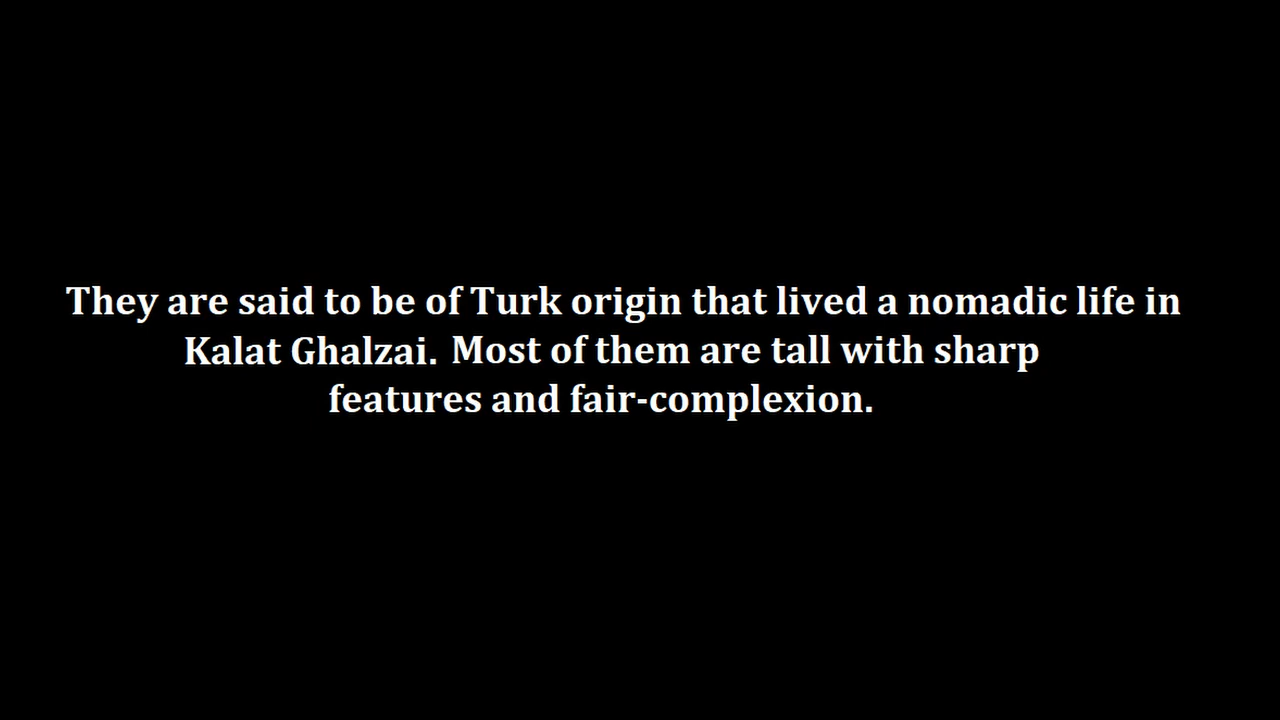 They are said to be of Turk origin that lived a nomadic life in
Kalat Ghalzai. Most of them are tall with sharp
features and fair-complexion.